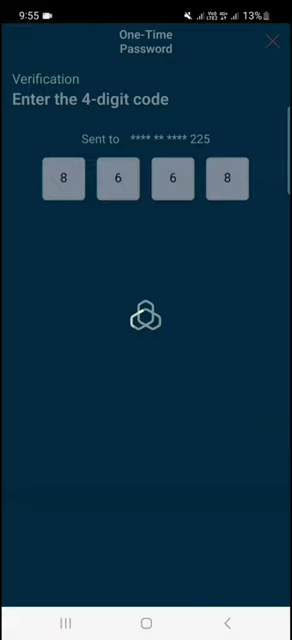 9:55 13%
One-Time
Password
Verification
Enter the 4-digit code
Sent to **** ** **** 225
8 6 6 8